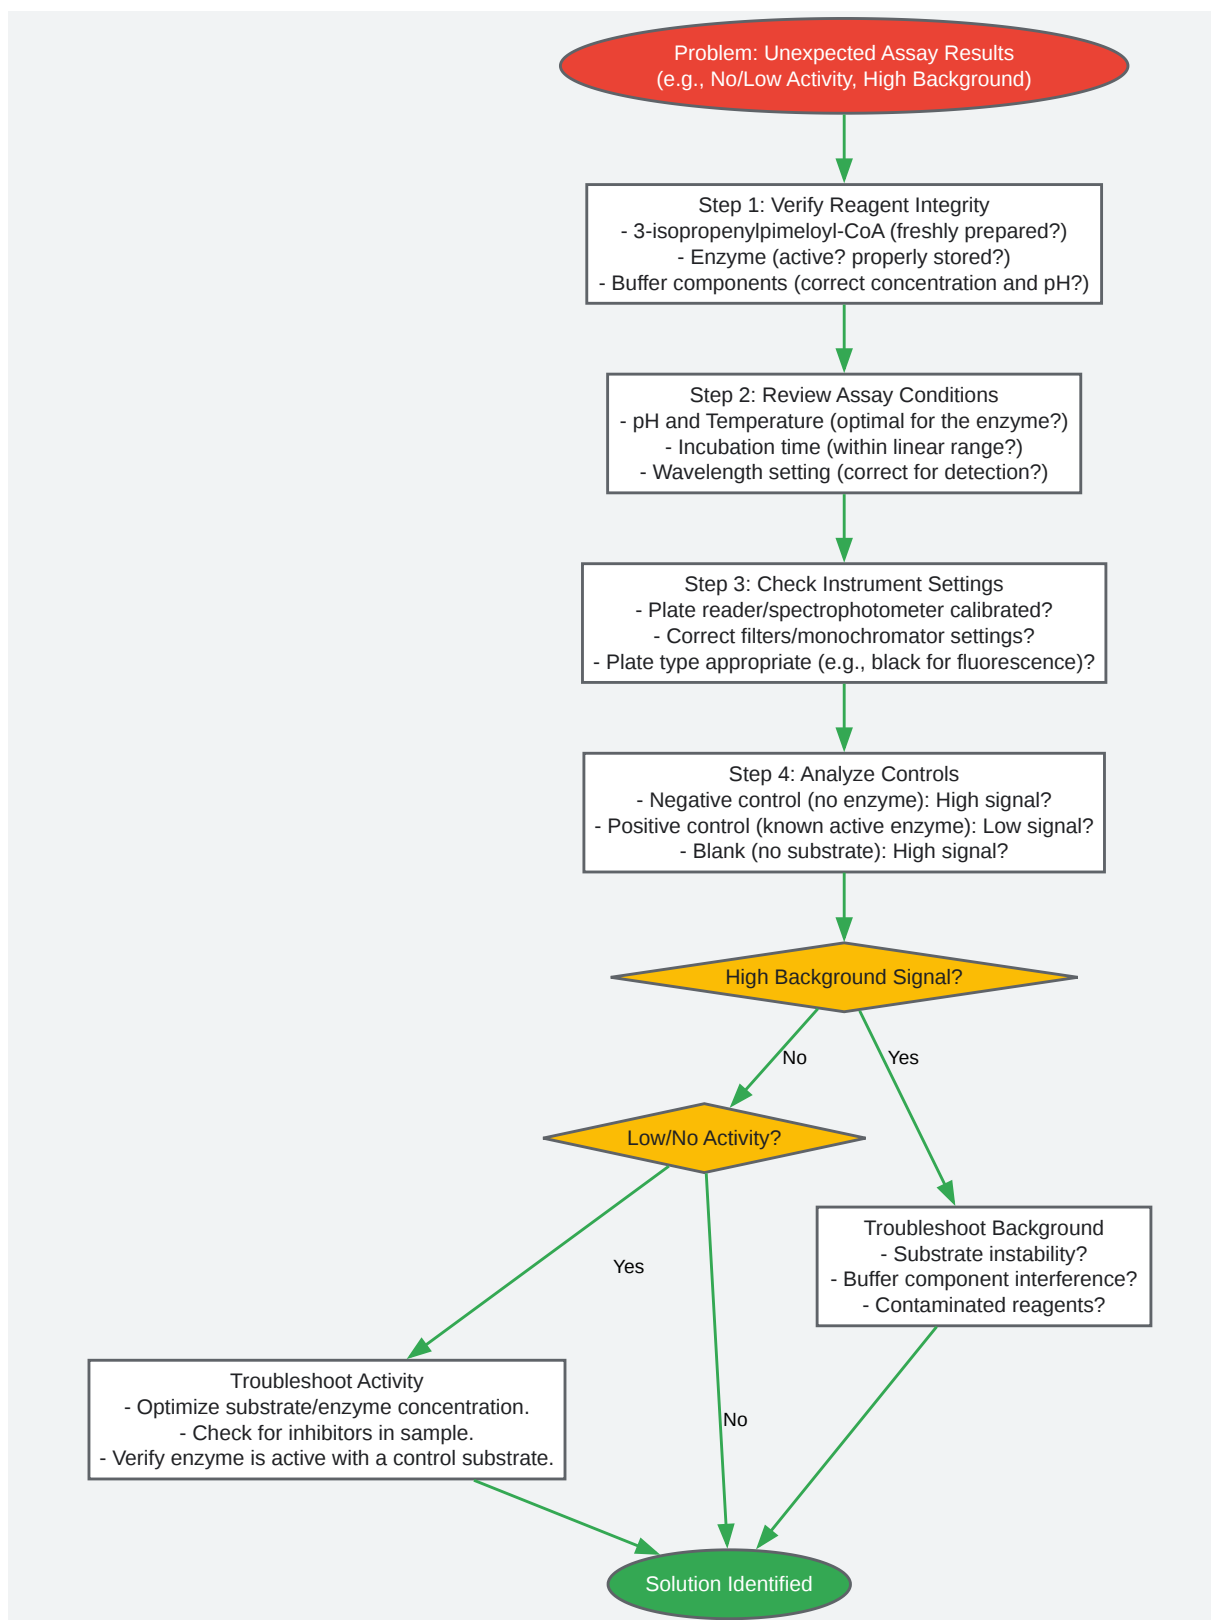 Problem: Unexpected Assay Results
(e.g., No/Low Activity, High Background)
Step 1: Verify Reagent Integrity
- 3-isopropenylpimeloyl-CoA (freshly prepared?)
- Enzyme (active? properly stored?)
- Buffer components (correct concentration and pH?)
Step 2: Review Assay Conditions
- pH and Temperature (optimal for the enzyme?)
- Incubation time (within linear range?)
- Wavelength setting (correct for detection?)
Step 3: Check Instrument Settings
- Plate reader/spectrophotometer calibrated?
- Correct filters/monochromator settings?
- Plate type appropriate (e.g., black for fluorescence)?
Step 4: Analyze Controls
- Negative control (no enzyme): High signal?
- Positive control (known active enzyme): Low signal?
- Blank (no substrate): High signal?
High Background Signal?
No
Yes
Low/No Activity?
Troubleshoot Background
- Substrate instability?
- Buffer component interference?
- Contaminated reagents?
Yes
Troubleshoot Activity
- Optimize substrate/enzyme concentration.
- Check for inhibitors in sample.
- Verify enzyme is active with a control substrate.
No
Solution Identified